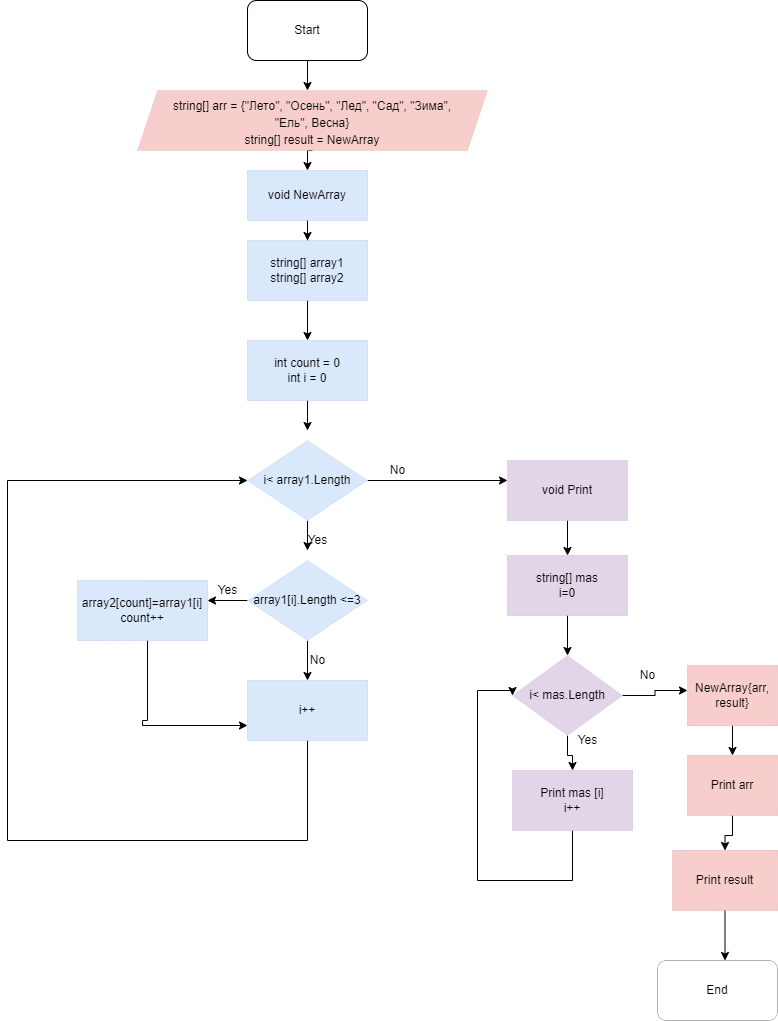 Start
string[] arr = {"Лето", "Осень", "Лед", "Сад", "Зима",
"Ель", Весна}
string[] result = NewArray
void NewArray
string[] array1
string[] array2
int count = 0
int i = 0
i< array1.Length
No
void Print
Yes
string[] mas
i=0
array1[i].Length <=3
Yes
array2[count]=array1[i]
count++
No
i++
i< mas.Length
No
NewArray{arr,
result}
Yes
Print mas [i]
i++
Print arr
Print result
End